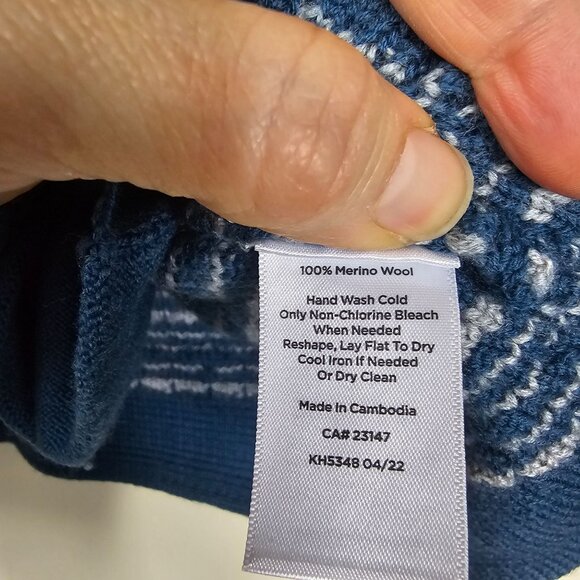 100% Merino Wool
Hand Wash Cold
Only Non-Chlorine Bleach
When Needed
Reshape, Lay Flat To Dry
Cool Iron If Needed
Or Dry Clean
Made In Cambodia
CA# 23147
KH5348 04/22